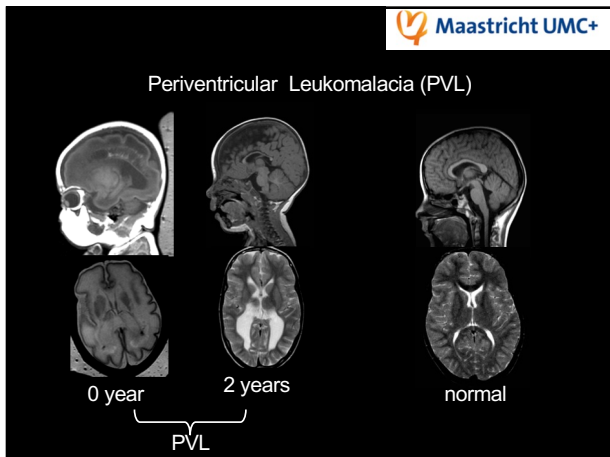 Maastricht UMC+
Periventricular Leukomalacia (PVL)
0 year
2 years
normal
PVL